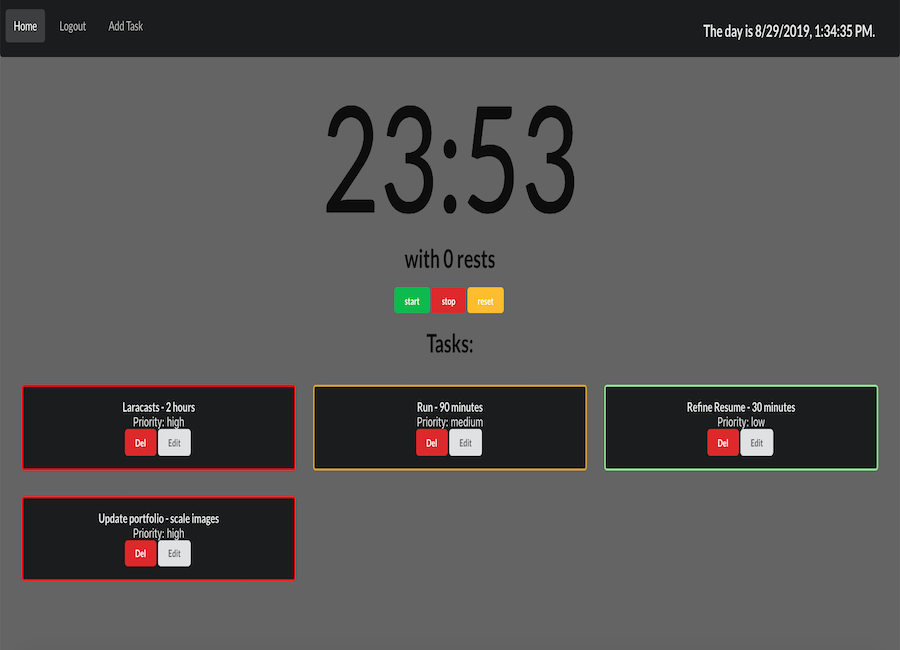 Home Logout Add Task
The day is 8/29/2019, 1:34:35 PM.
23:53
with 0 rests
start stop reset
Tasks:
Laracasts - 2 hours
Priority: high
Del Edit
Run - 90 minutes
Priority: medium
Del Edit
Refine Resume - 30 minutes
Priority: low
Del Edit
Update portfolio - scale images
Priority: high
Del Edit